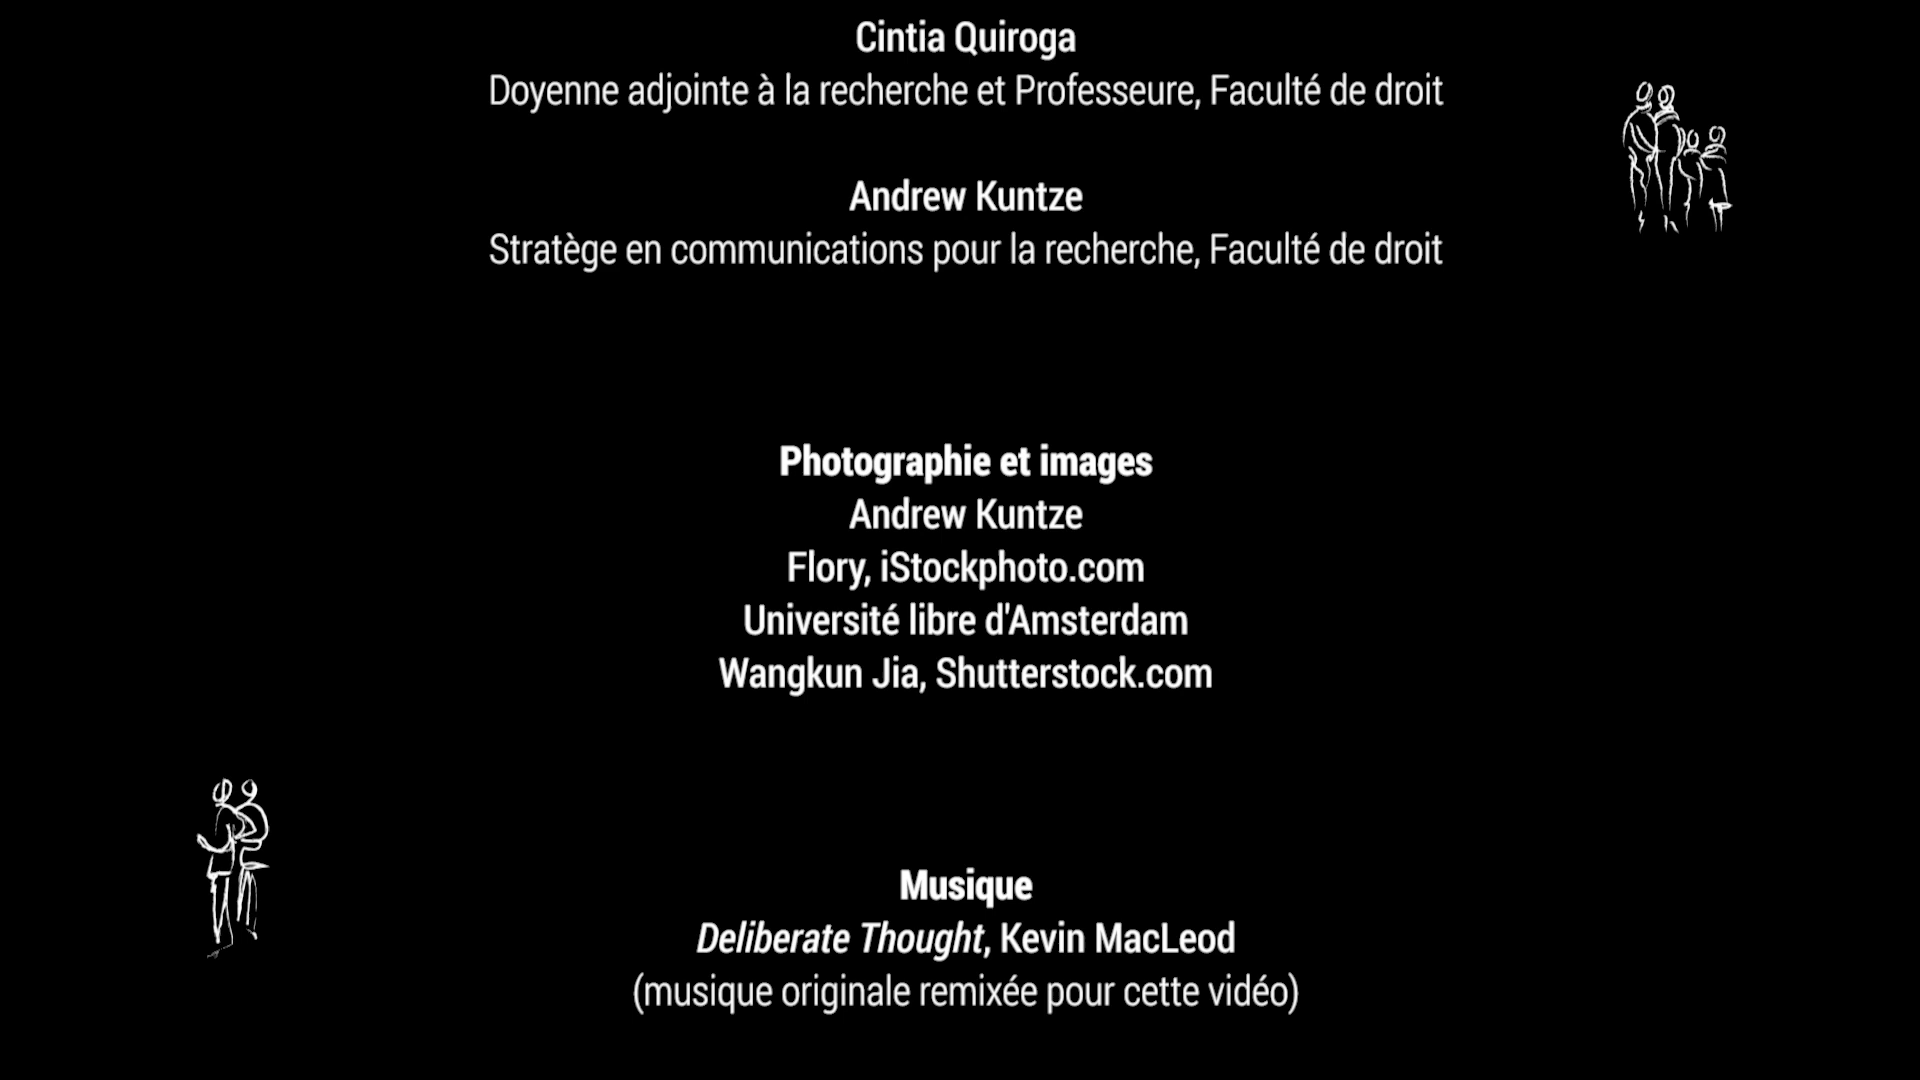 Cintia Quiroga
Doyenne adjointe à la recherche et Professeure, Faculté de droit
Andrew Kuntze
Stratège en communications pour la recherche, Faculté de droit
Photographie et images
Andrew Kuntze
Flory, iStockphoto.com
Université libre d'Amsterdam
Wangkun Jia, Shutterstock.com
Musique
Deliberate Thought, Kevin MacLeod
(musique originale remixée pour cette vidéo)